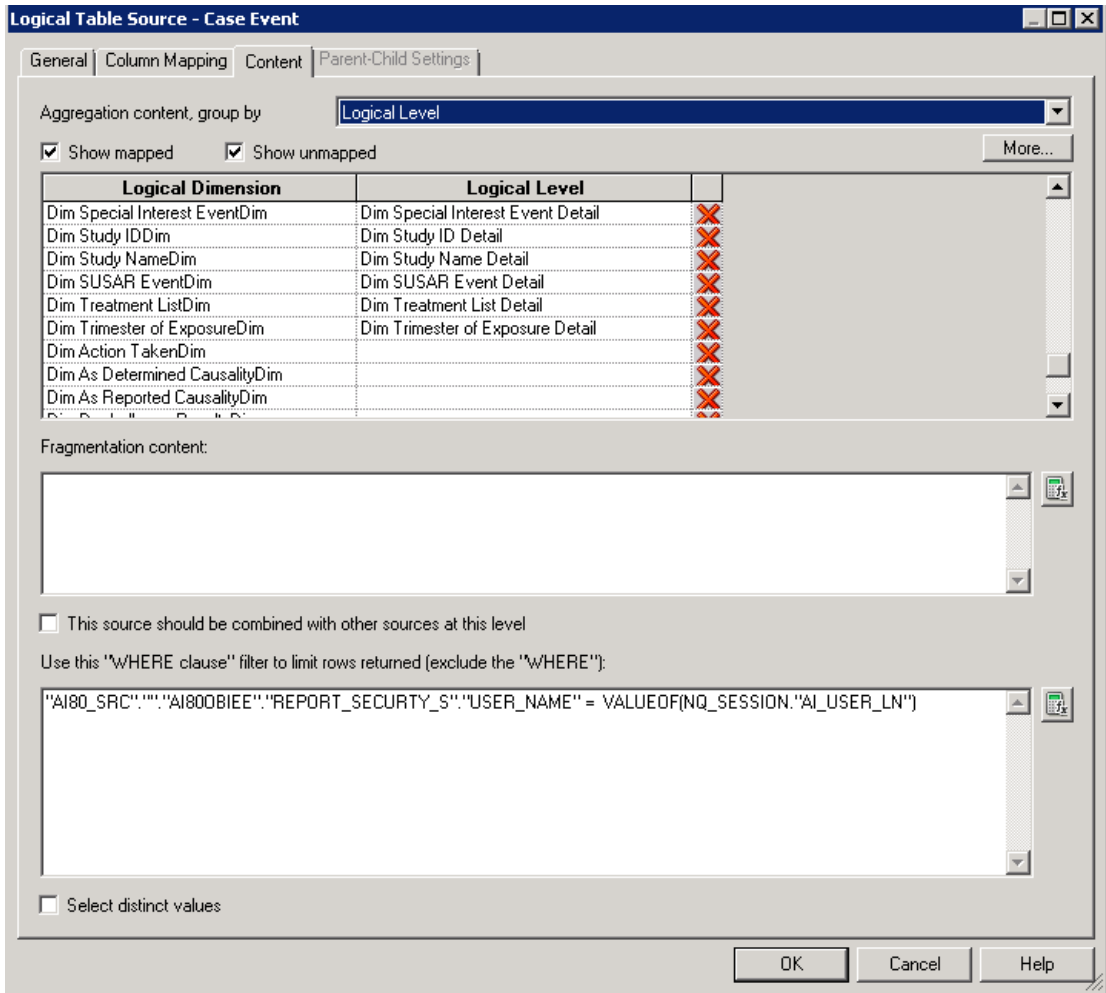 Logical Table Source - Case Event
General Column Mapping Content Parent-Child Settings
Aggregation content, group by Logical Level
Show mapped Show unmapped More...
Logical Dimension Logical Level
Dim Special Interest EventDim Dim Special Interest Event Detail
Dim Study IDDim Dim Study ID Detail
Dim Study NameDim Dim Study Name Detail
Dim SUSAR EventDim Dim SUSAR Event Detail
Dim Treatment ListDim Dim Treatment List Detail
Dim Trimester of ExposureDim Dim Trimester of Exposure Detail
Dim Action TakenDim
Dim As Determined CausalityDim
Dim As Reported CausalityDim
Fragmentation content:
This source should be combined with other sources at this level
Use this "WHERE clause" filter to limit rows returned (exclude the "WHERE"):
"AI80_SRC"."".."AI80OBIEE"."REPORT_SECURTY_S"."USER_NAME" = VALUEOF(NQ_SESSION."AI_USER_LN")
Select distinct values
OK Cancel Help